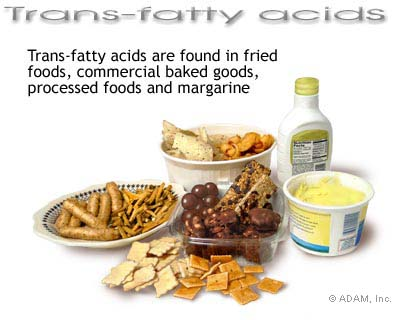 Trans-fatty acids
Trans-fatty acids are found in fried
foods, commercial baked goods,
processed foods and margarine
© ADAM, Inc.